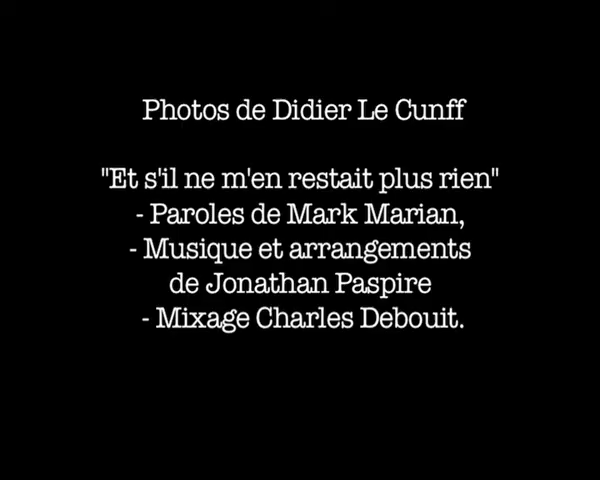 Photos de Didier Le Cunff
"Et s'il ne m'en restait plus rien"
- Paroles de Mark Marian,
- Musique et arrangements
de Jonathan Paspire
- Mixage Charles Debouit.